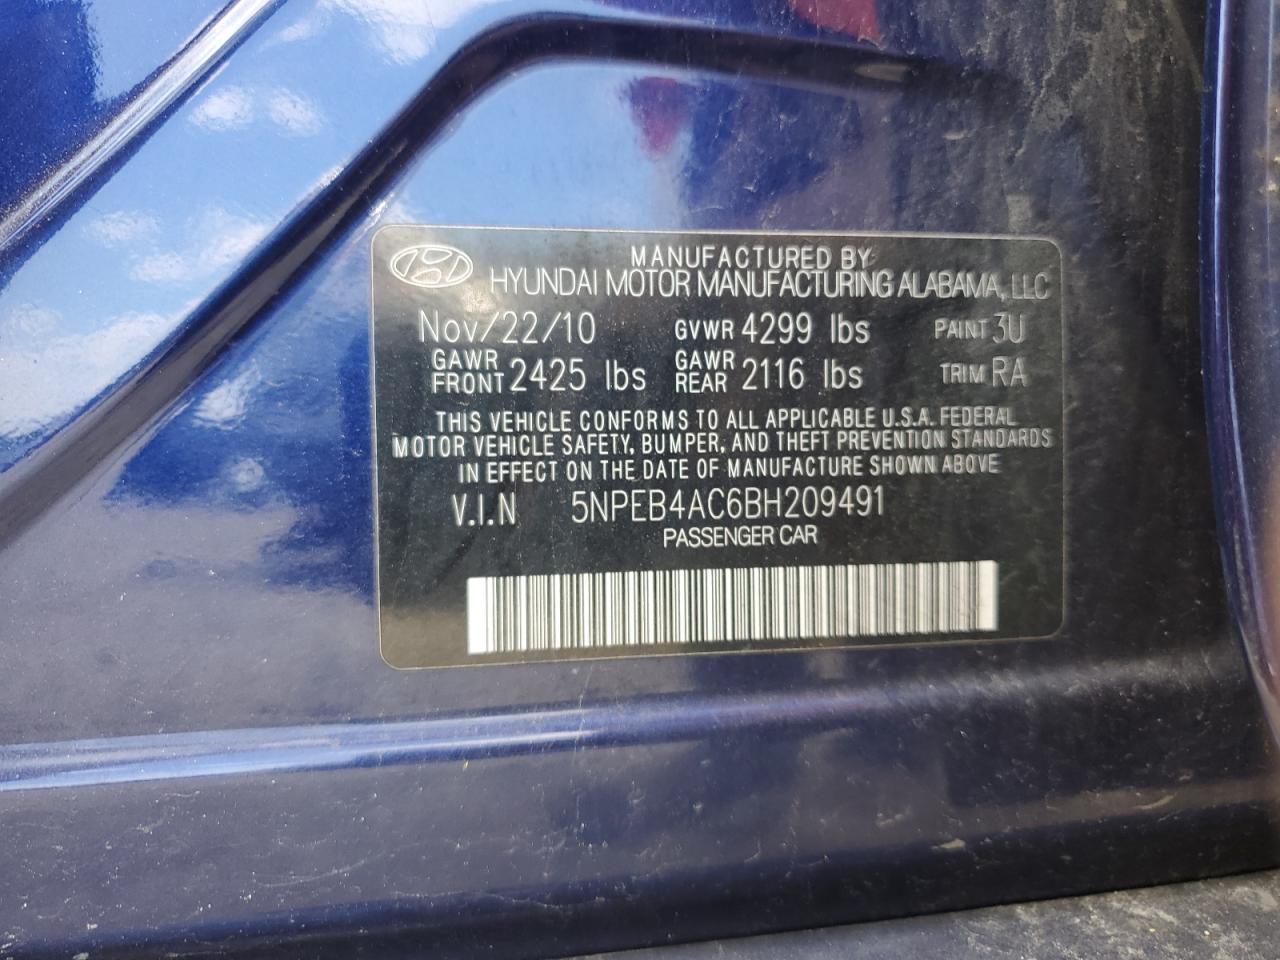 MANUFACTURED BY
HYUNDAI MOTOR MANUFACTURING ALABAMA, LLC
Nov/22/10 GVWR 4299 lbs PAINT 3U
GAWR FRONT 2425 lbs GAWR REAR 2116 lbs TRIM RA
THIS VEHICLE CONFORMS TO ALL APPLICABLE U.S.A. FEDERAL
MOTOR VEHICLE SAFETY, BUMPER, AND THEFT PREVENTION STANDARDS
IN EFFECT ON THE DATE OF MANUFACTURE SHOWN ABOVE
V.I.N 5NPEB4AC6BH209491
PASSENGER CAR